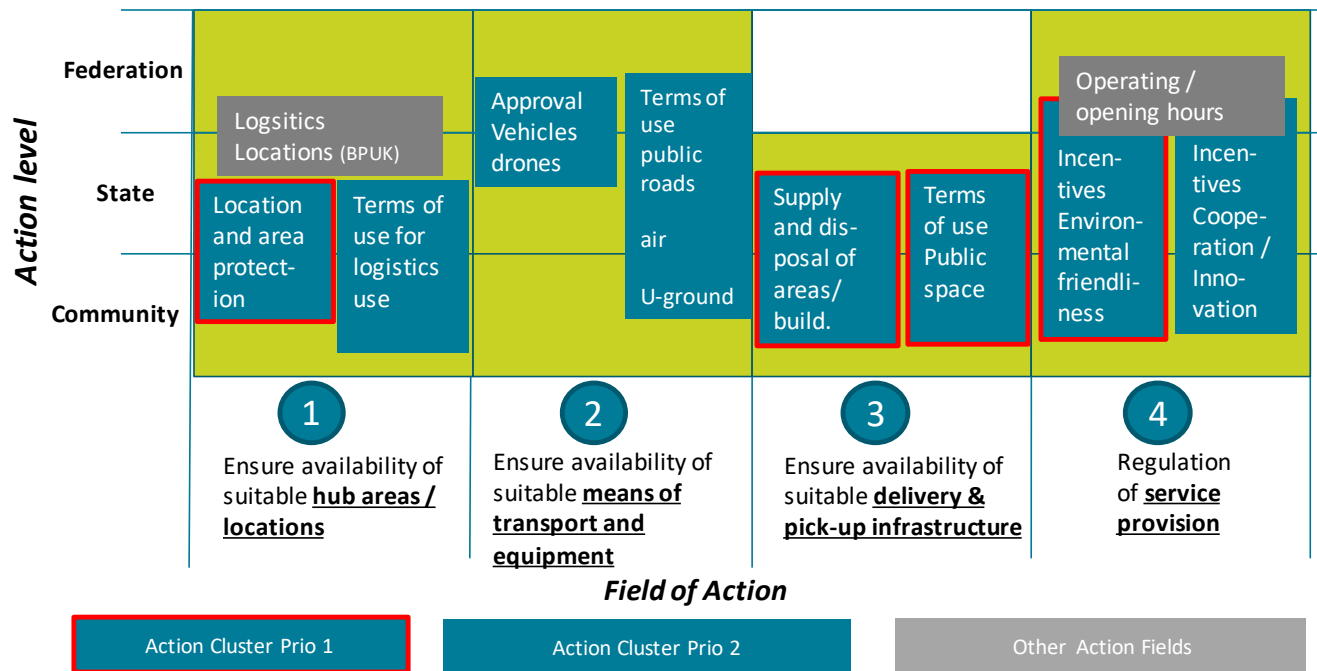 Action level
Federation
State
Community
Logsitics
Locations (BPUK)
Location
and area
protect-
ion
Terms of
use for
logistics
use
Approval
Vehicles
drones
Terms of
use
public
roads
air
U-ground
Supply
and dis-
posal of
areas/
build.
Terms
of use
Public
space
Operating /
opening hours
Incen-
tives
Environ-
mental
friendli-
ness
Incen-
tives
Coope-
ration /
Inno-
vation
1
Ensure availability of
suitable hub areas /
locations
2
Ensure availability of
suitable means of
transport and
equipment
3
Ensure availability of
suitable delivery &
pick-up infrastructure
4
Regulation
of service
provision
Field of Action
Action Cluster Prio 1
Action Cluster Prio 2
Other Action Fields